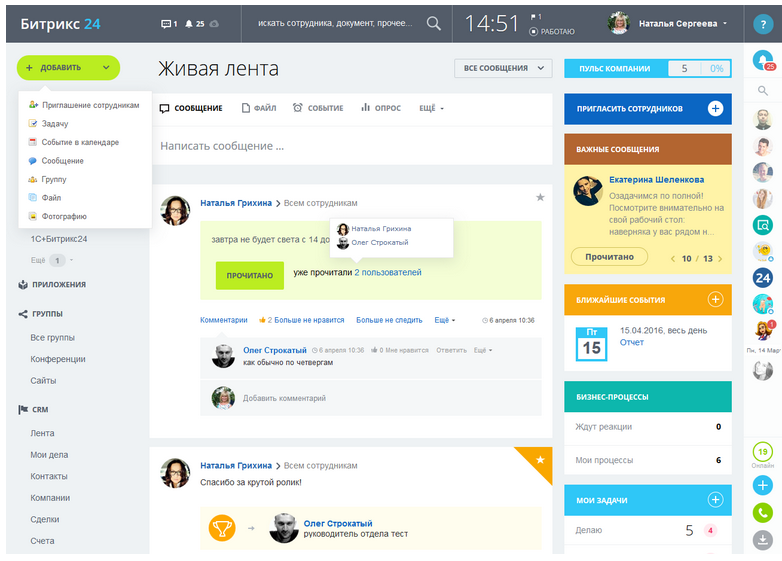 Битрикс 24
1
25
искать сотрудника, документ, прочее...
14:51
1
РАБОТАЮ
Наталья Сергеева
?
+ ДОБАВИТЬ
Приглашение сотрудникам
Задачу
Событие в календаре
Сообщение
Группу
Файл
Фотографию
1С+Битрикс24
Ещё 1
ПРИЛОЖЕНИЯ
ГРУППЫ
Все группы
Конференции
Сайты
CRM
Лента
Мои дела
Контакты
Компании
Сделки
Счета
Живая лента
ВСЕ СООБЩЕНИЯ
СООБЩЕНИЕ
ФАЙЛ
СОБЫТИЕ
ОПРОС
ЕЩЁ
Написать сообщение ...
Наталья Грихина > Всем сотрудникам
завтра не будет света с 14 до
Наталья Грихина
Олег Строкатый
ПРОЧИТАНО
уже прочитали 2 пользователей
Комментарии
2 Больше не нравится
Больше не следить
Ещё
6 апреля 10:36
Олег Строкатый 6 апреля 10:36 0 Мне нравится Ответить Ещё
как обычно по четвергам
Добавить комментарий
Наталья Грихина > Всем сотрудникам
Спасибо за крутой ролик!
Олег Строкатый
руководитель отдела тест
ПУЛЬС КОМПАНИИ 5 0%
ПРИГЛАСИТЬ СОТРУДНИКОВ
ВАЖНЫЕ СООБЩЕНИЯ
Екатерина Шеленкова
Озадачимся по полной!
Посмотрите внимательно на
свой рабочий стол:
наверняка у вас рядом н...
Прочитано
10 / 13
БЛИЖАЙШИЕ СОБЫТИЯ
Пт
15
15.04.2016, весь день
Отчет
БИЗНЕС-ПРОЦЕССЫ
Ждут реакции 0
Мои процессы 6
МОИ ЗАДАЧИ
Делаю 5 4
25
24
1
Пн, 14 Март
19
Онлайн